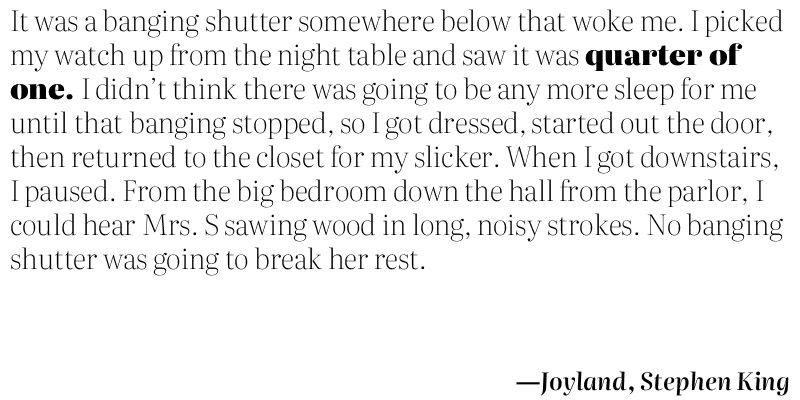 It was a banging shutter somewhere below that woke me. I picked
my watch up from the night table and saw it was quarter of
one. I didn’t think there was going to be any more sleep for me
until that banging stopped, so I got dressed, started out the door,
then returned to the closet for my slicker. When I got downstairs,
I paused. From the big bedroom down the hall from the parlor, I
could hear Mrs. S sawing wood in long, noisy strokes. No banging
shutter was going to break her rest.
—Joyland, Stephen King